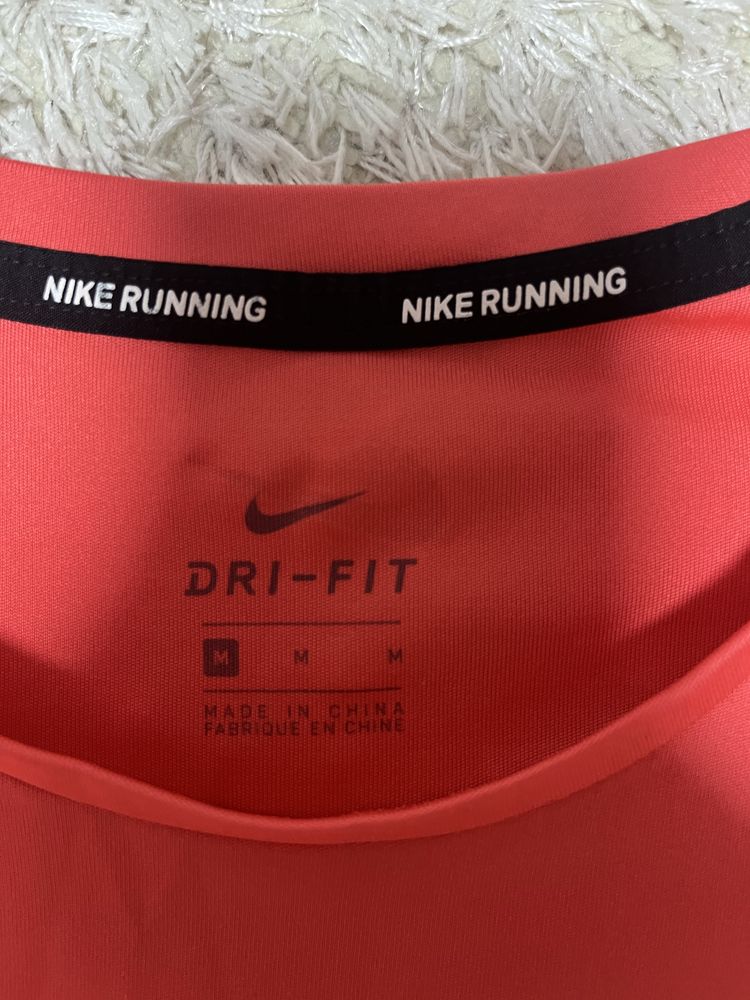 NIKE RUNNING NIKE RUNNING
DRI-FIT
M M M
MADE IN CHINA
FABRIQUE EN CHINE